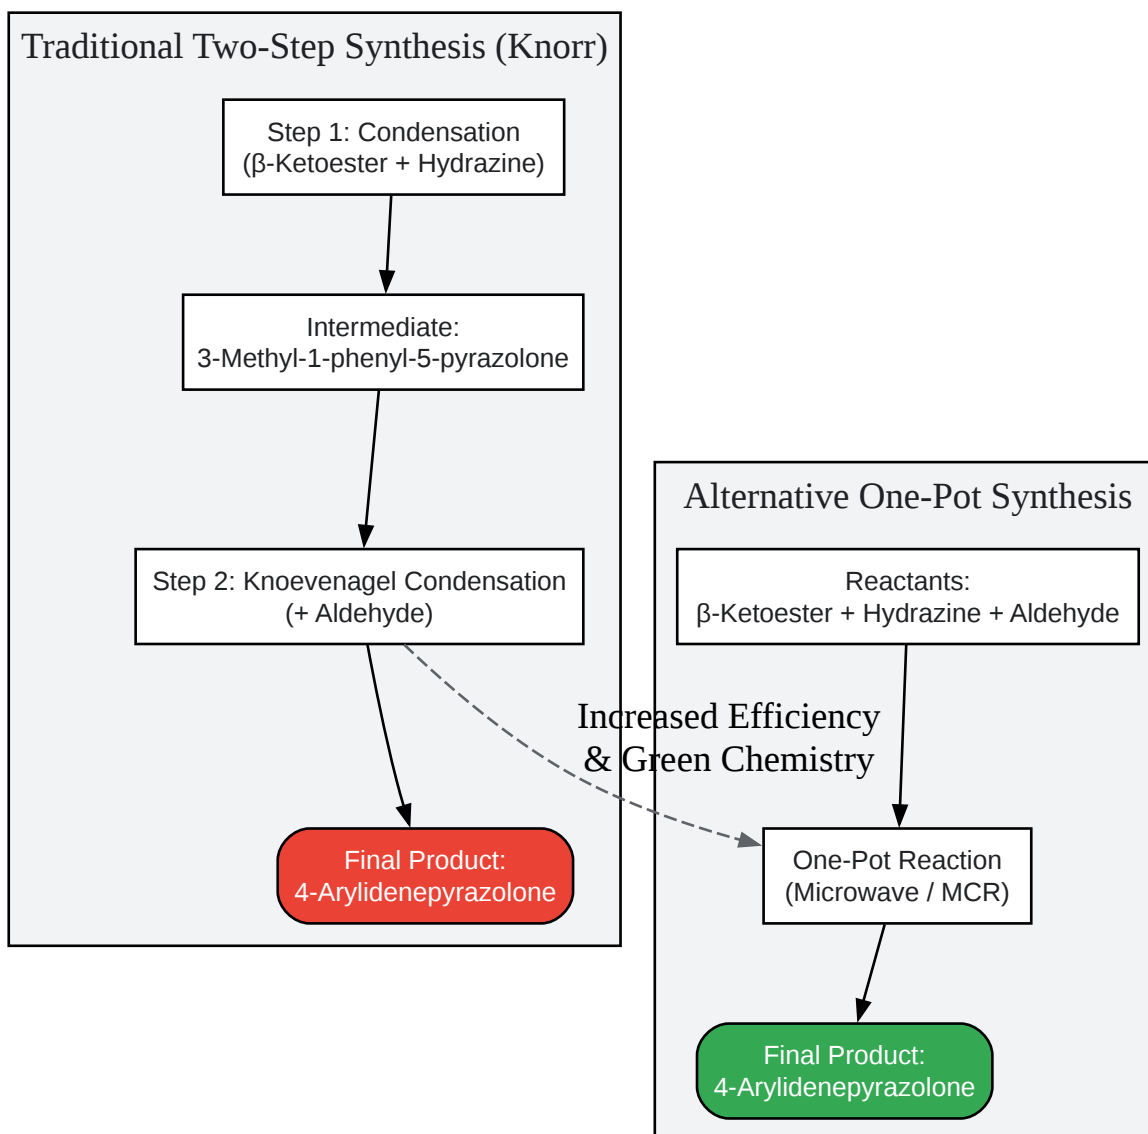 Traditional Two-Step Synthesis (Knorr)
Step 1: Condensation
(β-Ketoester + Hydrazine)
Intermediate:
3-Methyl-1-phenyl-5-pyrazolone
Step 2: Knoevenagel Condensation
(+ Aldehyde)
Final Product:
4-Arylidenepyrazolone
Increased Efficiency
& Green Chemistry
Alternative One-Pot Synthesis
Reactants:
β-Ketoester + Hydrazine + Aldehyde
One-Pot Reaction
(Microwave / MCR)
Final Product:
4-Arylidenepyrazolone